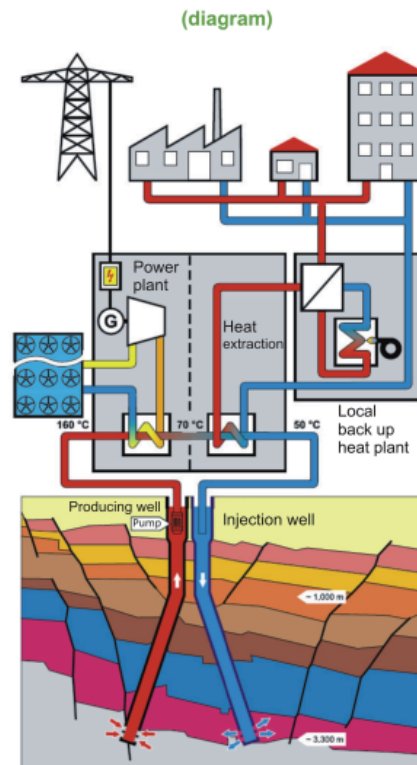 (diagram)
Power
plant
G
Heat
extraction
Local
back up
heat plant
160 °C
70 °C
50 °C
Producing well
Pump
Injection well
~ 1,000 m
~ 3,300 m